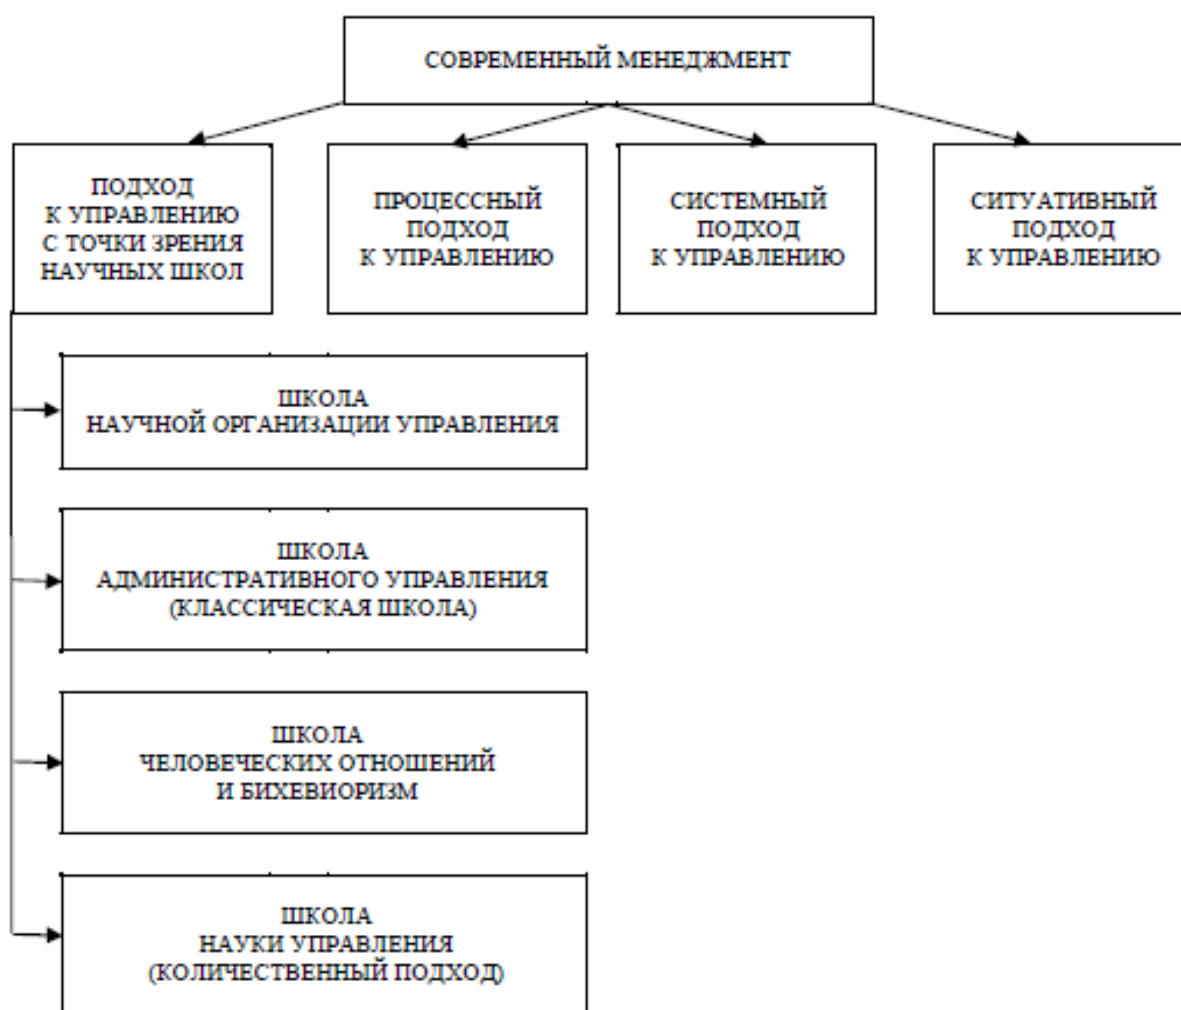 СОВРЕМЕННЫЙ МЕНЕДЖМЕНТ
ПОДХОД
К УПРАВЛЕНИЮ
С ТОЧКИ ЗРЕНИЯ
НАУЧНЫХ ШКОЛ
ПРОЦЕССНЫЙ
ПОДХОД
К УПРАВЛЕНИЮ
СИСТЕМНЫЙ
ПОДХОД
К УПРАВЛЕНИЮ
СИТУАТИВНЫЙ
ПОДХОД
К УПРАВЛЕНИЮ
ШКОЛА
НАУЧНОЙ ОРГАНИЗАЦИИ УПРАВЛЕНИЯ
ШКОЛА
АДМИНИСТРАТИВНОГО УПРАВЛЕНИЯ
(КЛАССИЧЕСКАЯ ШКОЛА)
ШКОЛА
ЧЕЛОВЕЧЕСКИХ ОТНОШЕНИЙ
И БИХЕВИОРИЗМ
ШКОЛА
НАУКИ УПРАВЛЕНИЯ
(КОЛИЧЕСТВЕННЫЙ ПОДХОД)